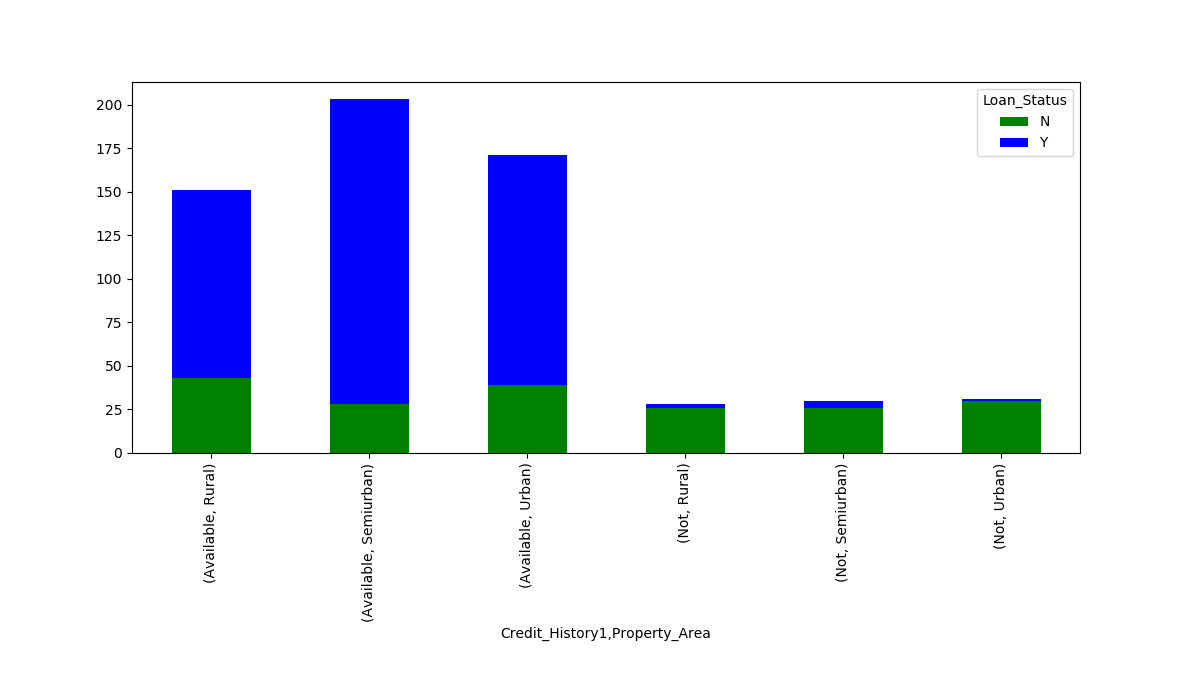 200
175
150
125
100
75
50
25
0
Loan_Status
N
Y
(Available, Rural)
(Available, Semiurban)
(Available, Urban)
(Not, Rural)
(Not, Semiurban)
(Not, Urban)
Credit_History1,Property_Area